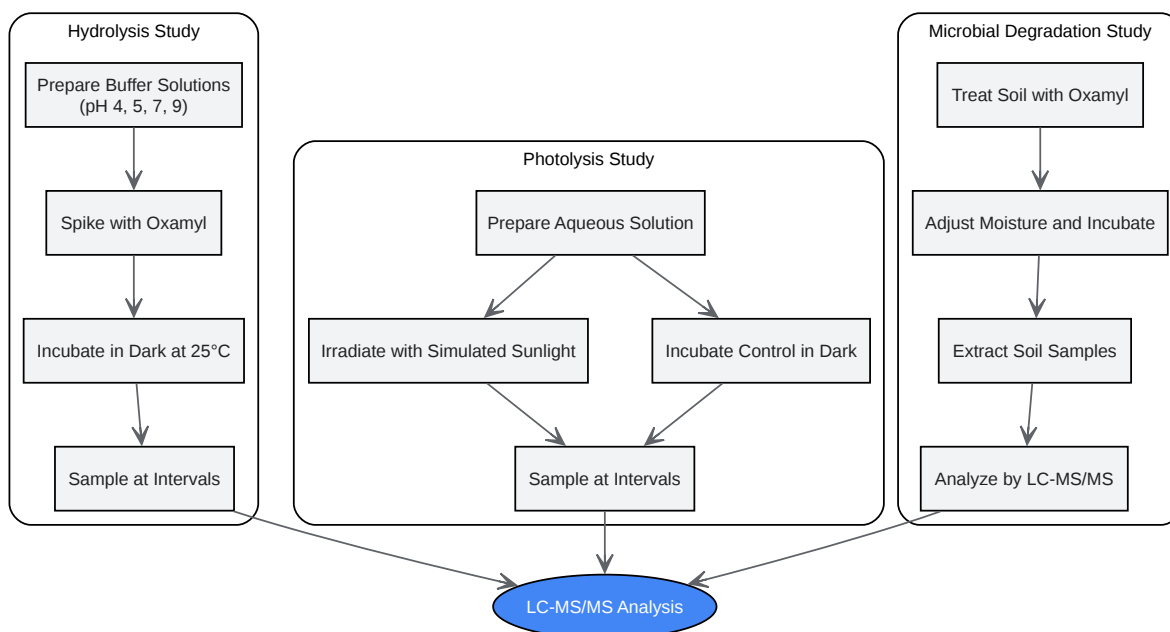 Hydrolysis Study
Prepare Buffer Solutions
(pH 4, 5, 7, 9)
Spike with Oxamyl
Incubate in Dark at 25°C
Sample at Intervals
Photolysis Study
Prepare Aqueous Solution
Irradiate with Simulated Sunlight
Incubate Control in Dark
Sample at Intervals
Microbial Degradation Study
Treat Soil with Oxamyl
Adjust Moisture and Incubate
Extract Soil Samples
Analyze by LC-MS/MS
LC-MS/MS Analysis